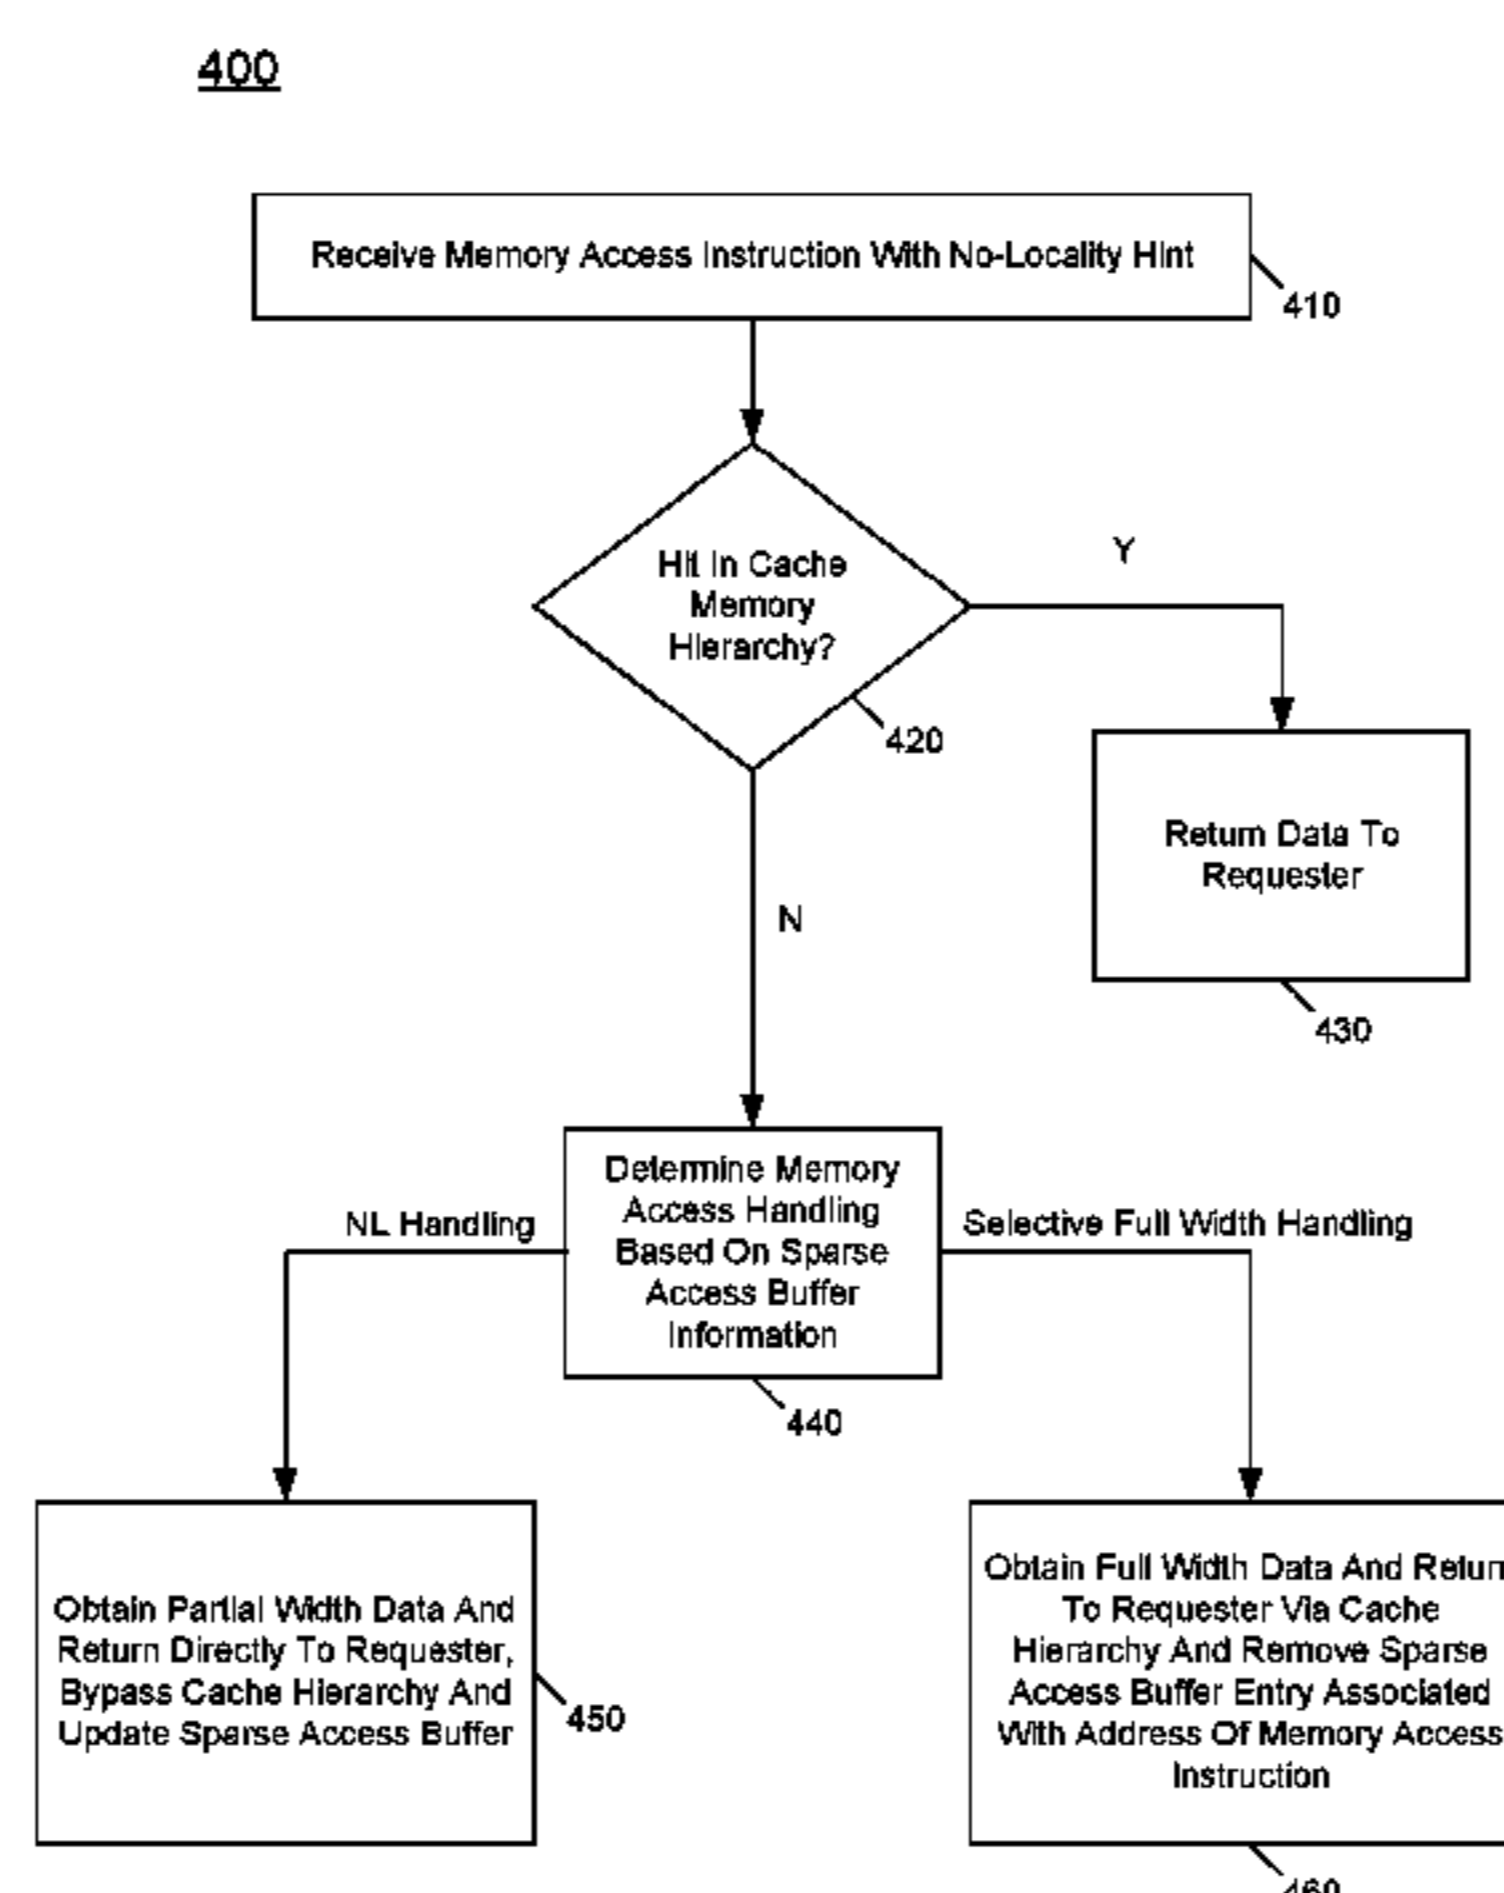 400
Receive Memory Access Instruction With No-Locality Hint
410
Hit In Cache
Memory
Hierarchy?
Y
420
Return Data To
Requester
430
N
Determine Memory
Access Handling
Based On Sparse
Access Buffer
Information
NL Handling
Selective Full Width Handling
440
Obtain Partial Width Data And
Return Directly To Requester,
Bypass Cache Hierarchy And
Update Sparse Access Buffer
450
Obtain Full Width Data And Return
To Requester Via Cache
Hierarchy And Remove Sparse
Access Buffer Entry Associated
With Address Of Memory Access
Instruction
460